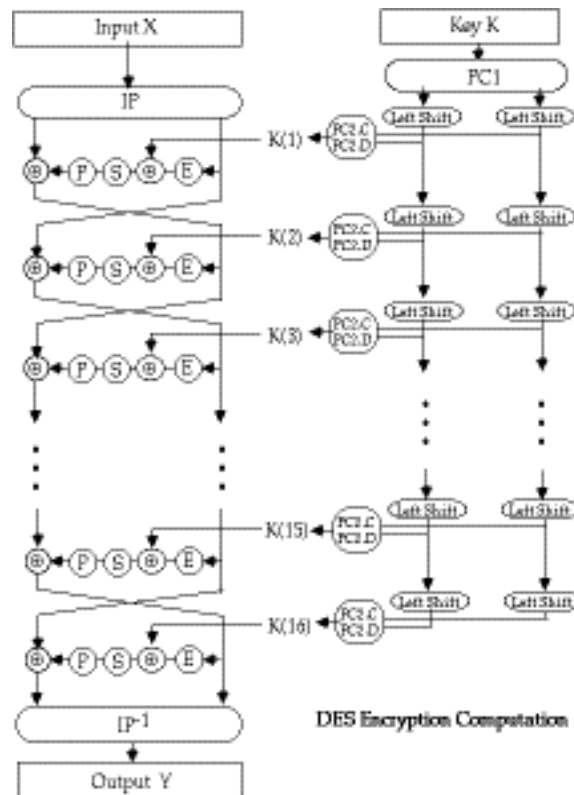 Input X
Key K
IP
PC1
Left Shift Left Shift
⊕ P S ⊕ E
K(1)
PC2.C
PC2.D
Left Shift Left Shift
⊕ P S ⊕ E
K(2)
PC2.C
PC2.D
Left Shift Left Shift
⊕ P S ⊕ E
K(3)
PC2.C
PC2.D
Left Shift Left Shift
⊕ P S ⊕ E
K(15)
PC2.C
PC2.D
Left Shift Left Shift
⊕ P S ⊕ E
K(16)
PC2.C
PC2.D
IP-1
DES Encryption Computation
Output Y